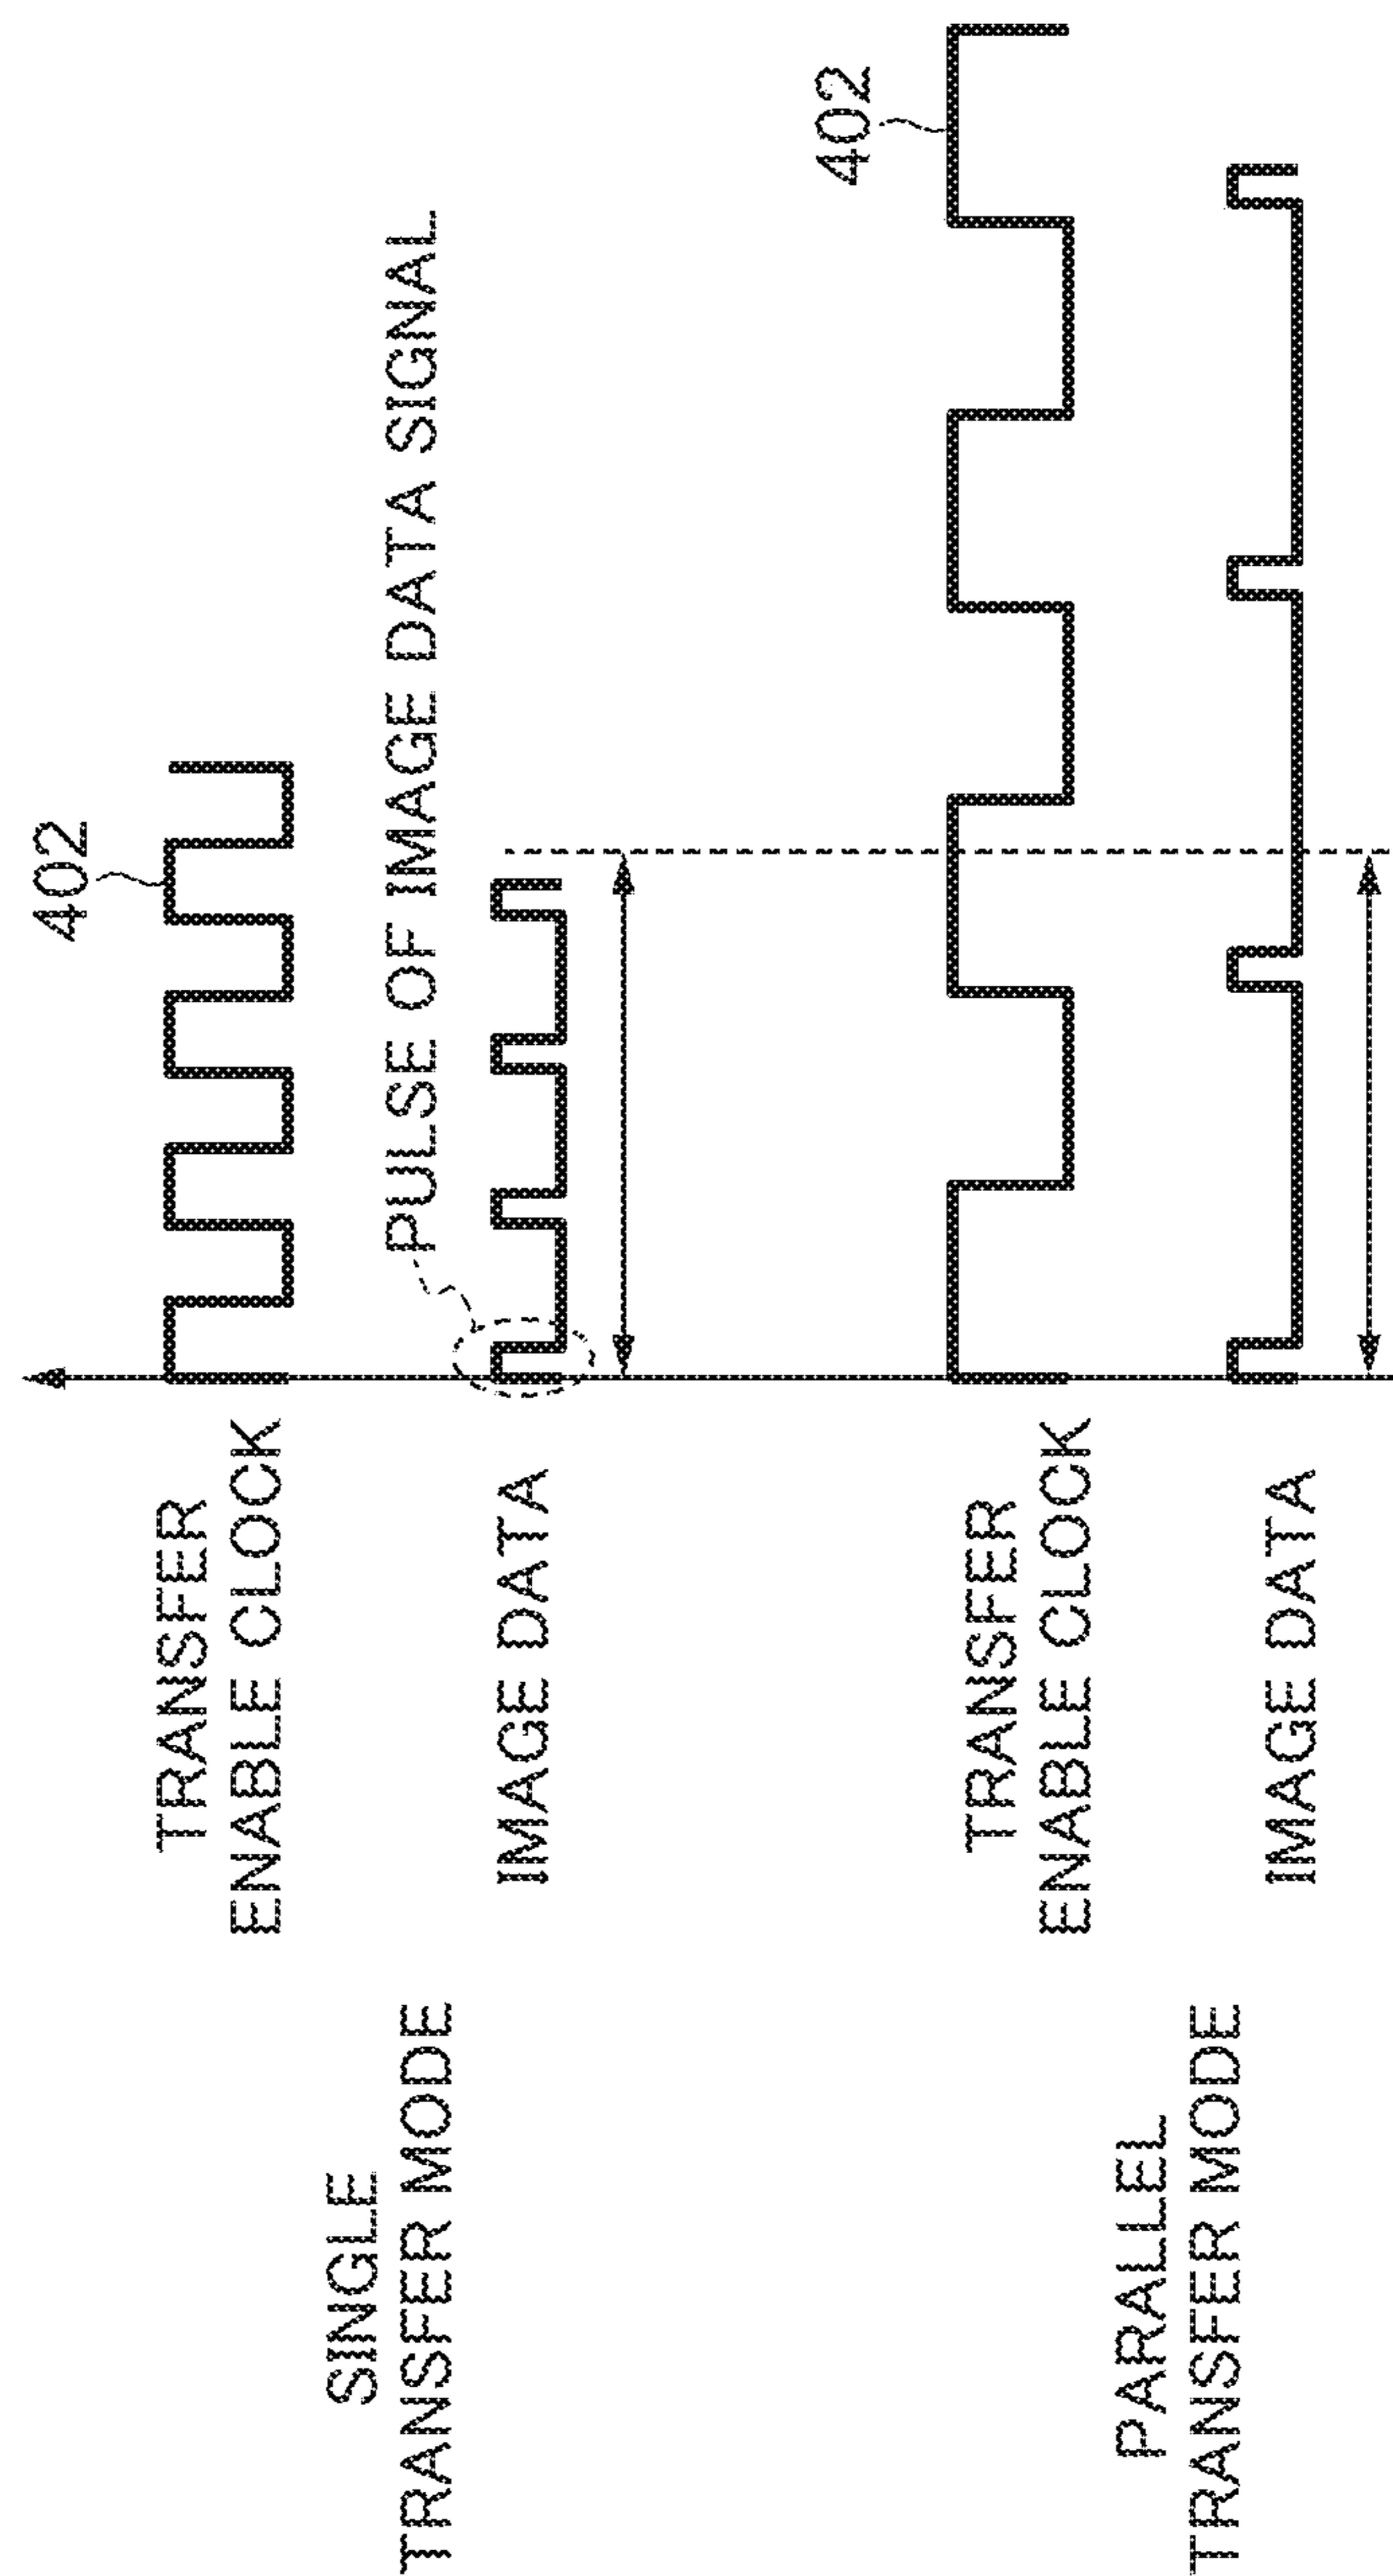 402
TRANSFER
ENABLE CLOCK
SINGLE
TRANSFER MODE
PULSE OF IMAGE DATA SIGNAL
IMAGE DATA
402
TRANSFER
ENABLE CLOCK
PARALLEL
TRANSFER MODE
IMAGE DATA